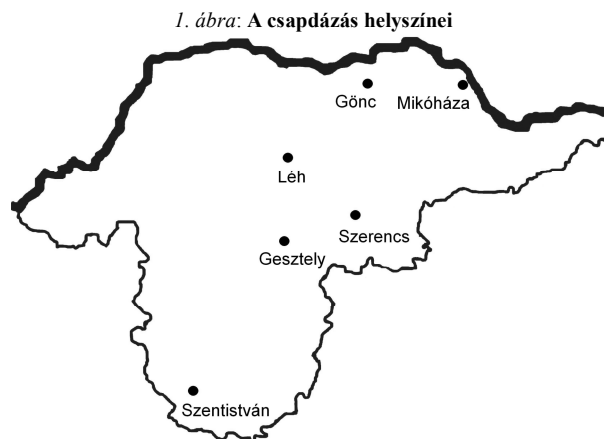 1. ábra: A csapdázás helyszínei
Gönc
Mikóháza
Léh
Szerencs
Gesztely
Szentistván